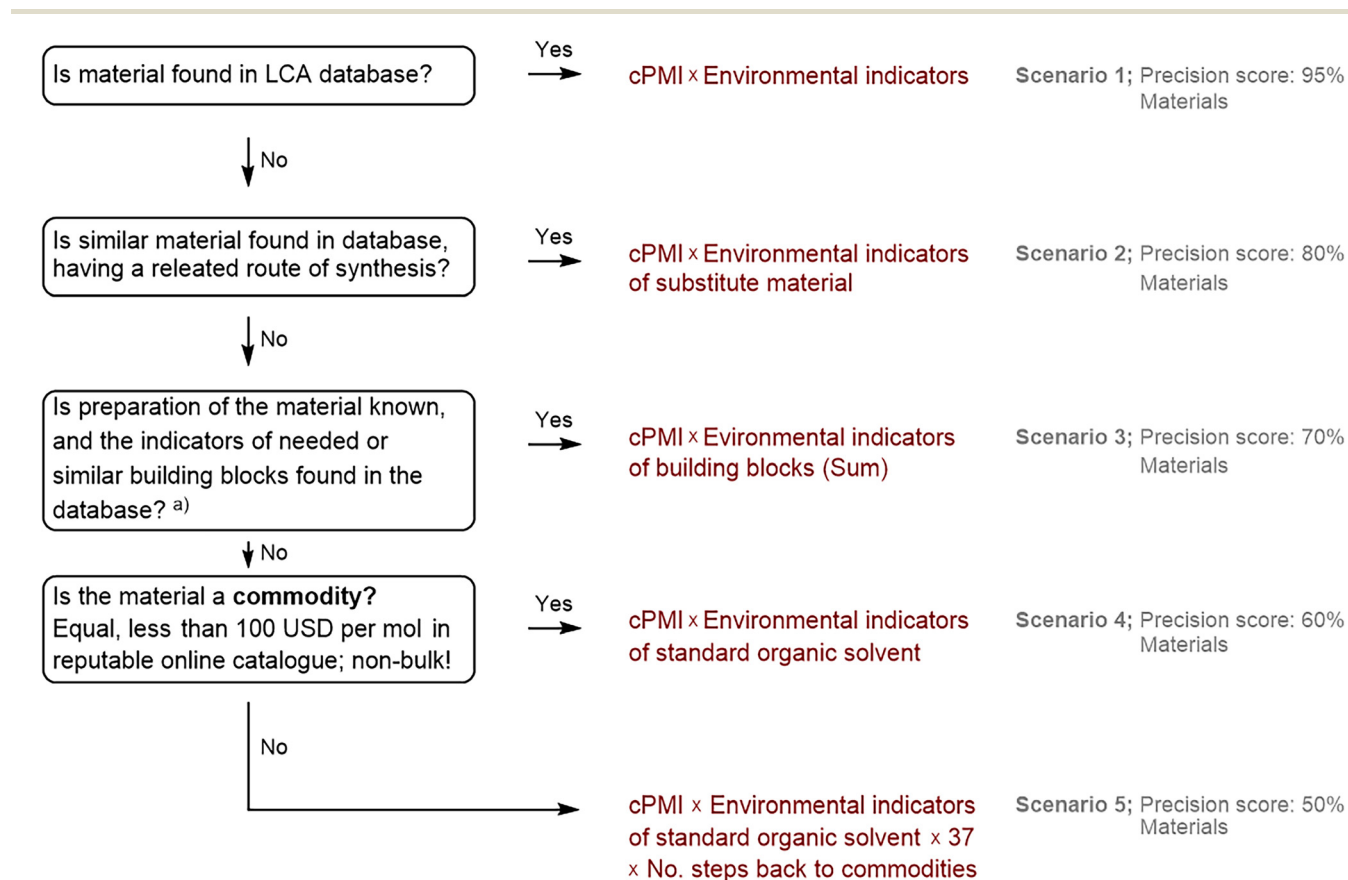 Is material found in LCA database?
Yes
cPMI x Environmental indicators
Scenario 1; Precision score: 95%
Materials
No
Is similar material found in database,
having a releated route of synthesis?
Yes
cPMI x Environmental indicators
of substitute material
Scenario 2; Precision score: 80%
Materials
No
Is preparation of the material known,
and the indicators of needed or
similar building blocks found in the
database? a)
Yes
cPMI x Evironmental indicators
of building blocks (Sum)
Scenario 3; Precision score: 70%
Materials
No
Is the material a commodity?
Equal, less than 100 USD per mol in
reputable online catalogue; non-bulk!
Yes
cPMI x Environmental indicators
of standard organic solvent
Scenario 4; Precision score: 60%
Materials
No
cPMI x Environmental indicators
of standard organic solvent x 37
x No. steps back to commodities
Scenario 5; Precision score: 50%
Materials